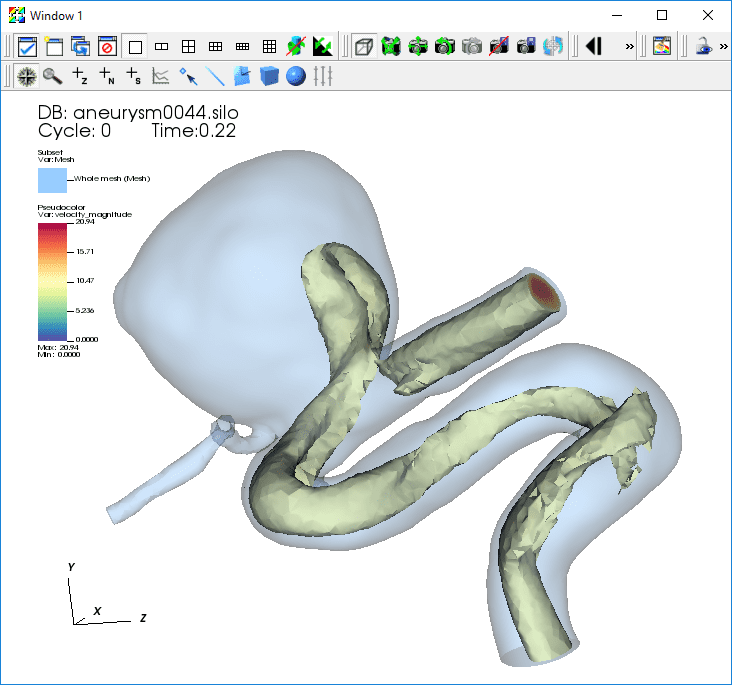 Window 1
DB: aneurysm0044.silo
Cycle: 0 Time:0.22
Subset
Var: Mesh
Whole mesh (Mesh)
Pseudocolor
Var: velocity_magnitude
20.94
15.71
10.47
5.236
0.0000
Max: 20.94
Min: 0.0000
Z
N
S
Y
X
Z